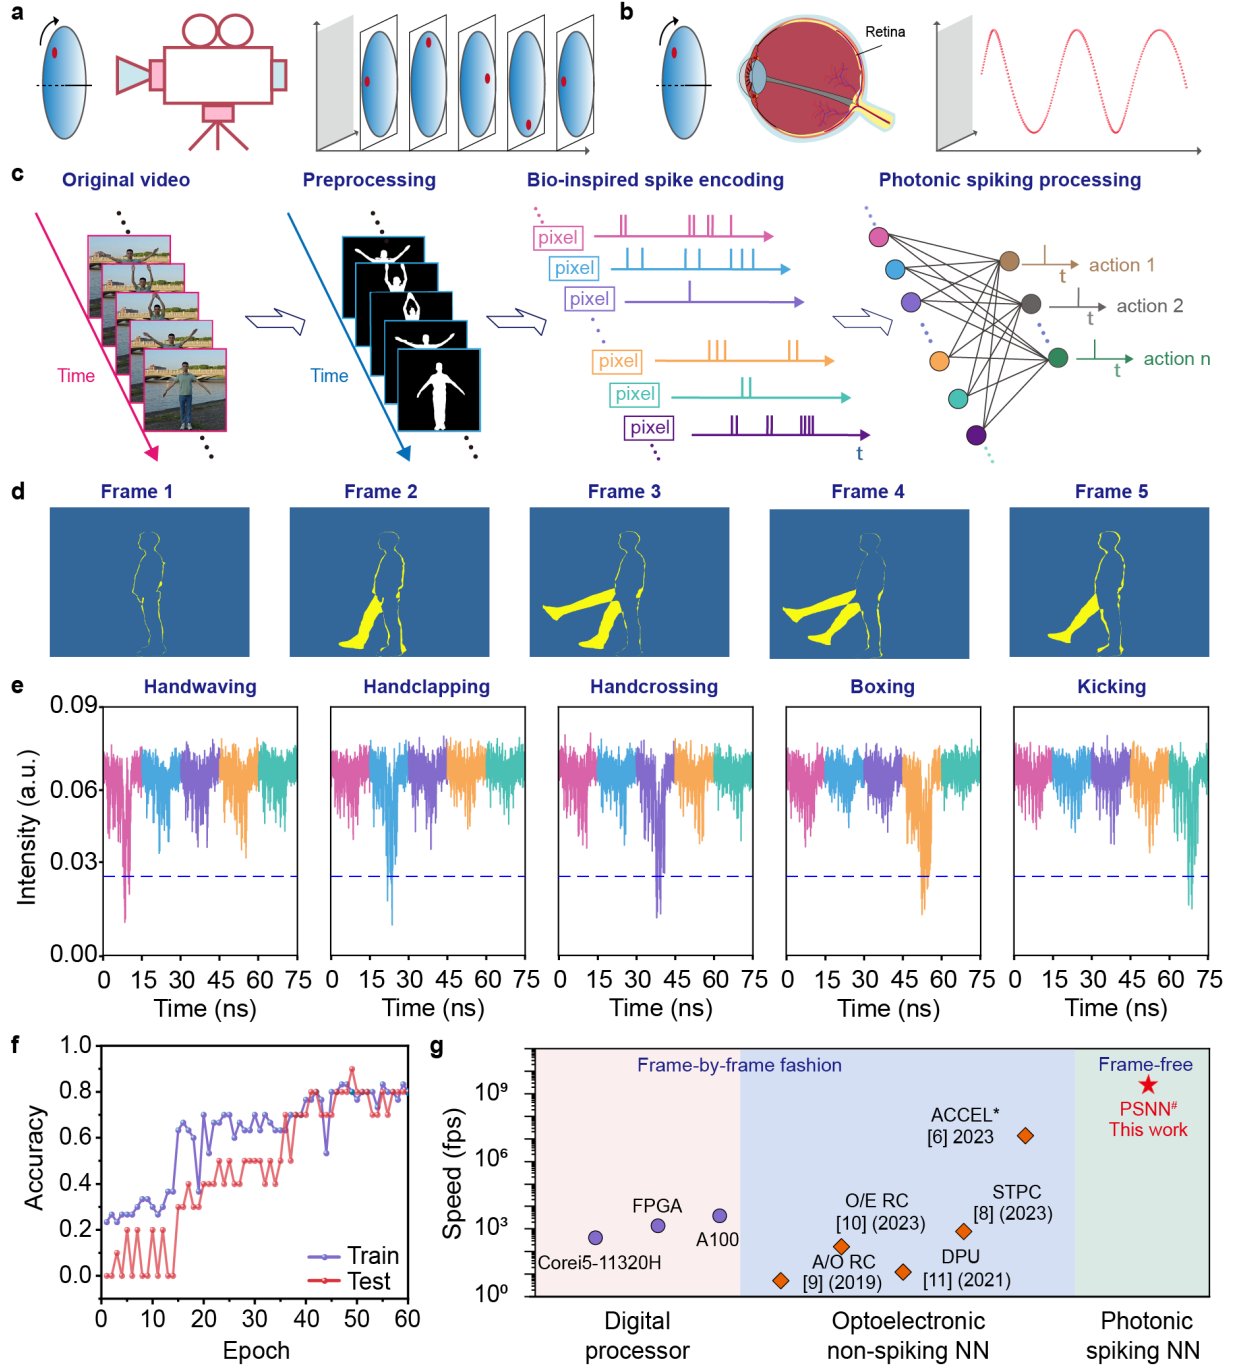 a
b
Retina
c
Original video
Preprocessing
Bio-inspired spike encoding
Photonic spiking processing
Time
Time
pixel
pixel
pixel
pixel
pixel
pixel
t
action 1
t
action 2
t
action n
t
d
Frame 1
Frame 2
Frame 3
Frame 4
Frame 5
e
Handwaving
Handclapping
Handcrossing
Boxing
Kicking
Intensity (a.u.)
0.09
0.06
0.03
0.00
0 15 30 45 60 75
0 15 30 45 60 75
0 15 30 45 60 75
0 15 30 45 60 75
0 15 30 45 60 75
Time (ns)
Time (ns)
Time (ns)
Time (ns)
Time (ns)
f
Accuracy
1.0
0.8
0.6
0.4
0.2
0.0
Train
Test
0 10 20 30 40 50 60
Epoch
g
Speed (fps)
10⁹
10⁶
10³
10⁰
Frame-by-frame fashion
Frame-free
PSNN#
This work
ACCEL*
[6] 2023
STPC
[8] (2023)
O/E RC
[10] (2023)
FPGA
A100
Corei5-11320H
A/O RC
[9] (2019)
DPU
[11] (2021)
Digital
processor
Optoelectronic
non-spiking NN
Photonic
spiking NN